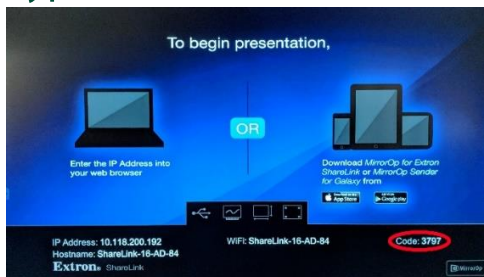 To begin presentation,
OR
Enter the IP Address into
your web browser
Download MirrorOp for Extron
ShareLink or MirrorOp Sender
for Galaxy from
App Store
Google play
IP Address: 10.118.200.192
WiFi: ShareLink-16-AD-84
Code: 3797
Hostname: ShareLink-16-AD-84
Extron® ShareLink
MirrorOp